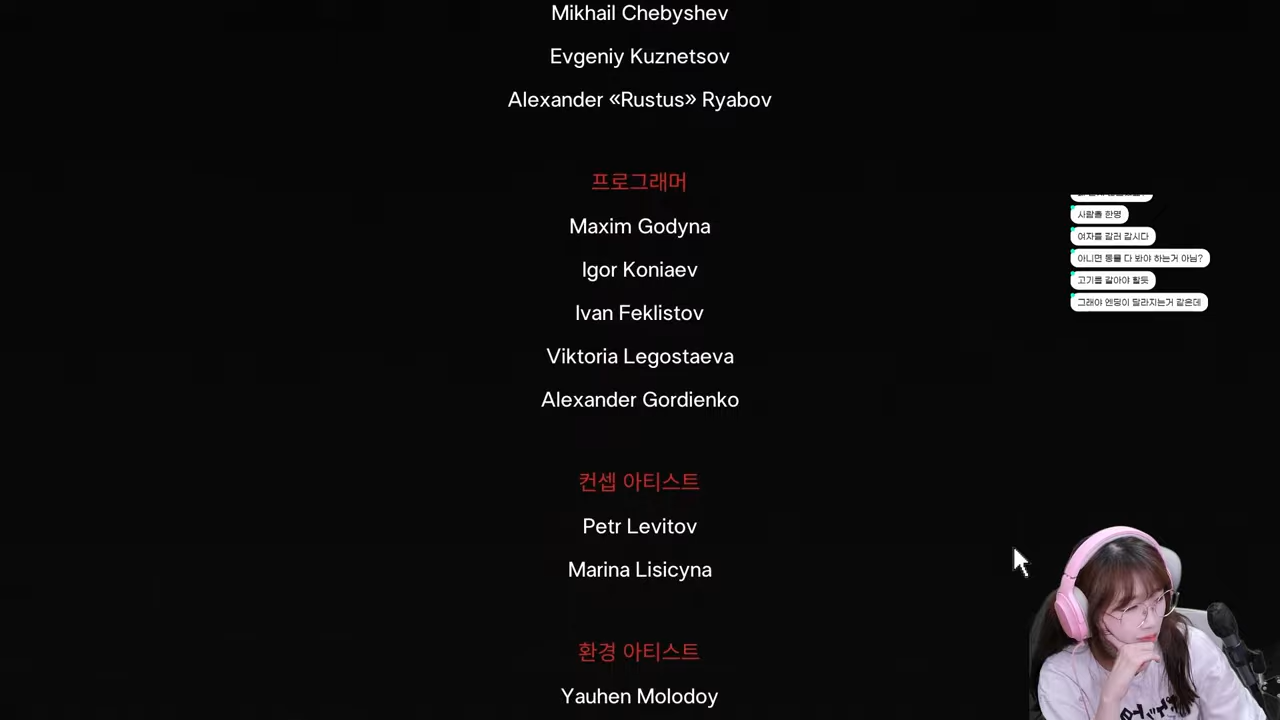 Mikhail Chebyshev
Evgeniy Kuznetsov
Alexander «Rustus» Ryabov
프로그래머
Maxim Godyna
Igor Koniaev
Ivan Feklistov
Viktoria Legostaeva
Alexander Gordienko
컨셉 아티스트
Petr Levitov
Marina Lisicyna
환경 아티스트
Yauhen Molodoy
사람을 한명
여자를 갈러 갑시다
아니면 둘을 다 봐야 하는거 아님?
고기를 갈아야 할듯
그래야 엔딩이 달라지는거 같은데